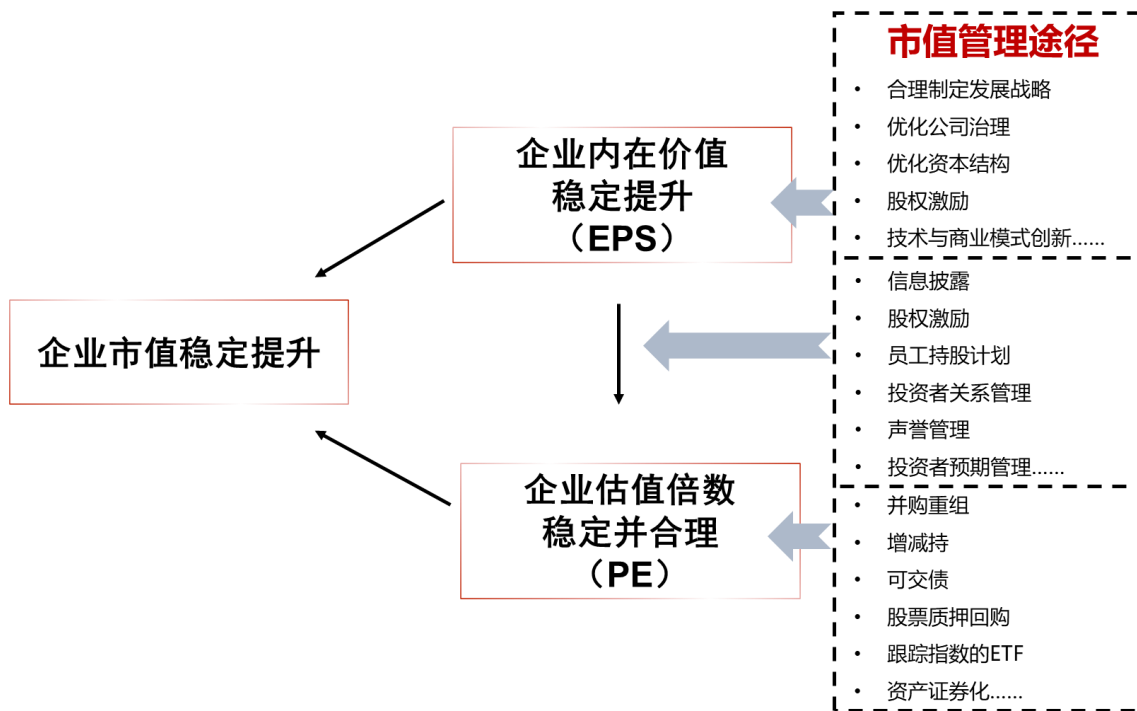 市值管理途径
• 合理制定发展战略
• 优化公司治理
• 优化资本结构
• 股权激励
• 技术与商业模式创新......
• 信息披露
• 股权激励
• 员工持股计划
• 投资者关系管理
• 声誉管理
• 投资者预期管理......
• 并购重组
• 增减持
• 可交债
• 股票质押回购
• 跟踪指数的ETF
• 资产证券化......
企业内在价值
稳定提升
（EPS）
企业市值稳定提升
企业估值倍数
稳定并合理
（PE）